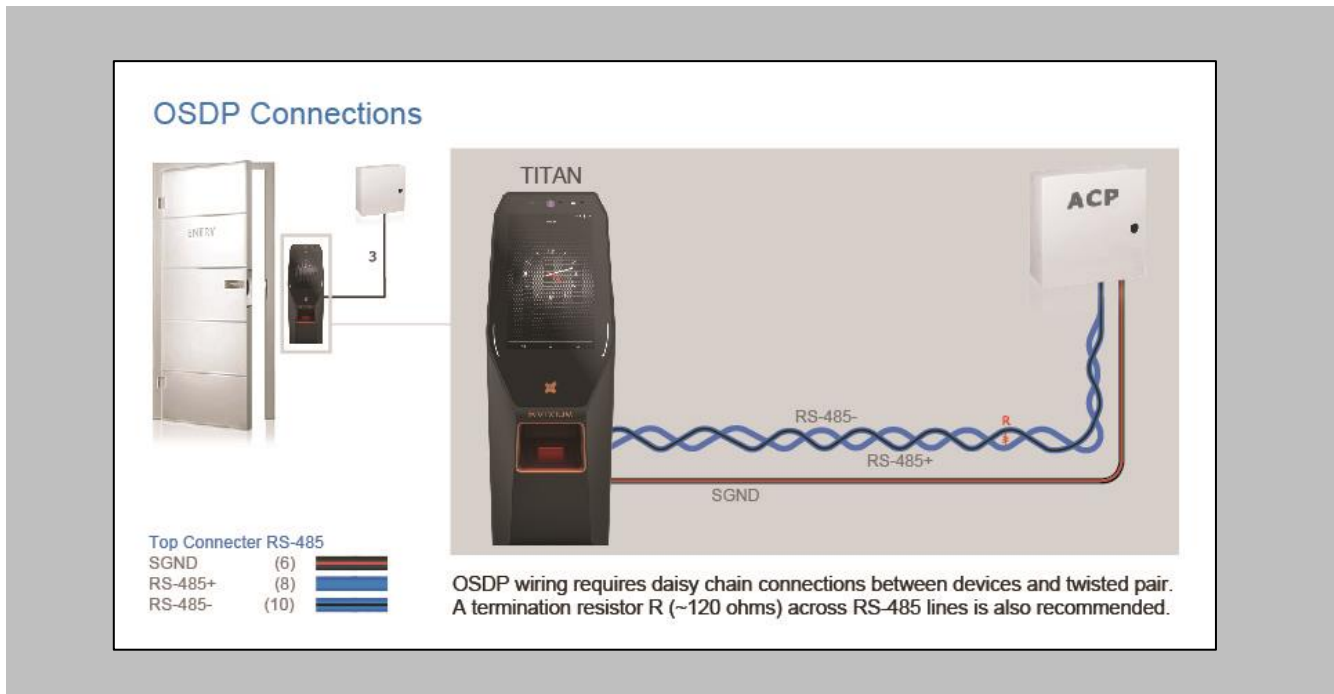 OSDP Connections
ENERY
3
TITAN
ACP
RS-485-
R
RS-485+
SGND
Top Connecter RS-485
SGND (6)
RS-485+ (8)
RS-485- (10)
OSDP wiring requires daisy chain connections between devices and twisted pair.
A termination resistor R (~120 ohms) across RS-485 lines is also recommended.